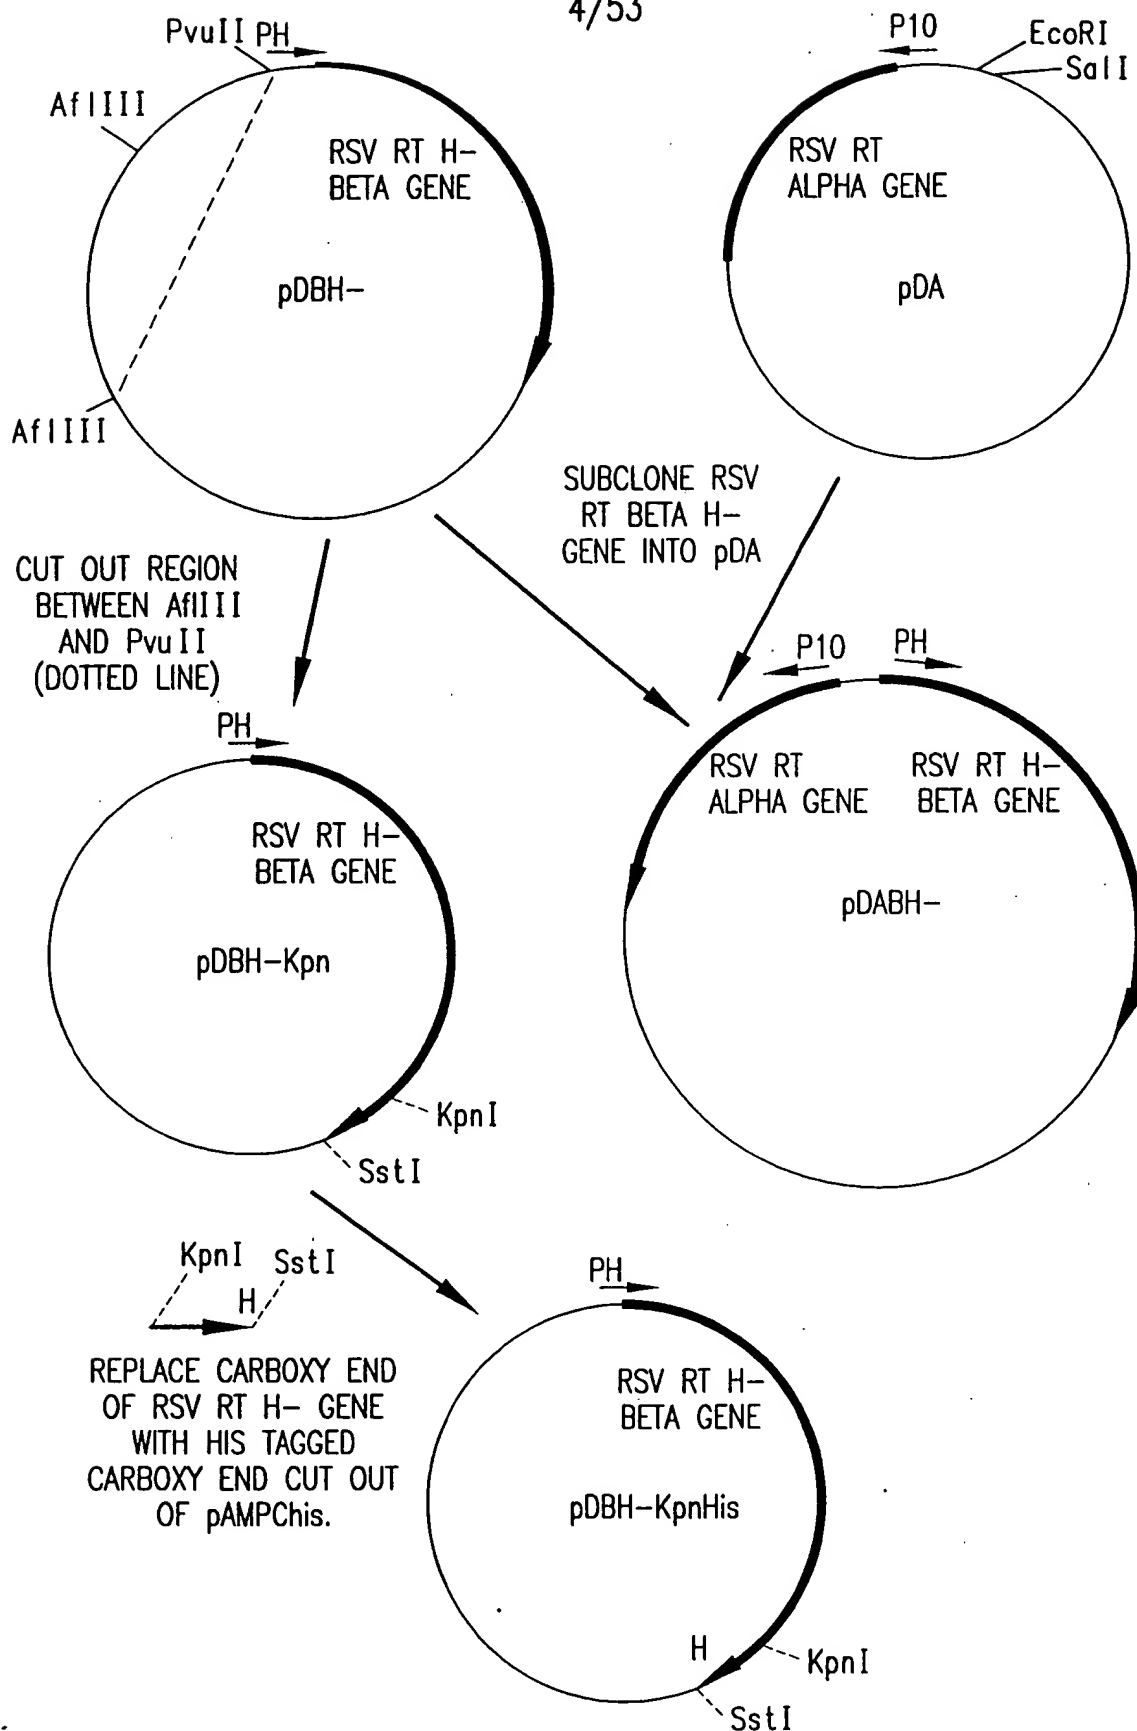 4/53
PvuII PH
AflIII
RSV RT H-
BETA GENE
pDBH-
AflIII
P10
EcoRI
SalI
RSV RT
ALPHA GENE
pDA
SUBCLONE RSV
RT BETA H-
GENE INTO pDA
CUT OUT REGION
BETWEEN AflIII
AND PvuII
(DOTTED LINE)
PH
RSV RT H-
BETA GENE
pDBH-Kpn
KpnI
SstI
P10 PH
RSV RT
ALPHA GENE
RSV RT H-
BETA GENE
pDABH-
KpnI SstI
H
REPLACE CARBOXY END
OF RSV RT H- GENE
WITH HIS TAGGED
CARBOXY END CUT OUT
OF pAMPChis.
PH
RSV RT H-
BETA GENE
pDBH-KpnHis
H
KpnI
SstI